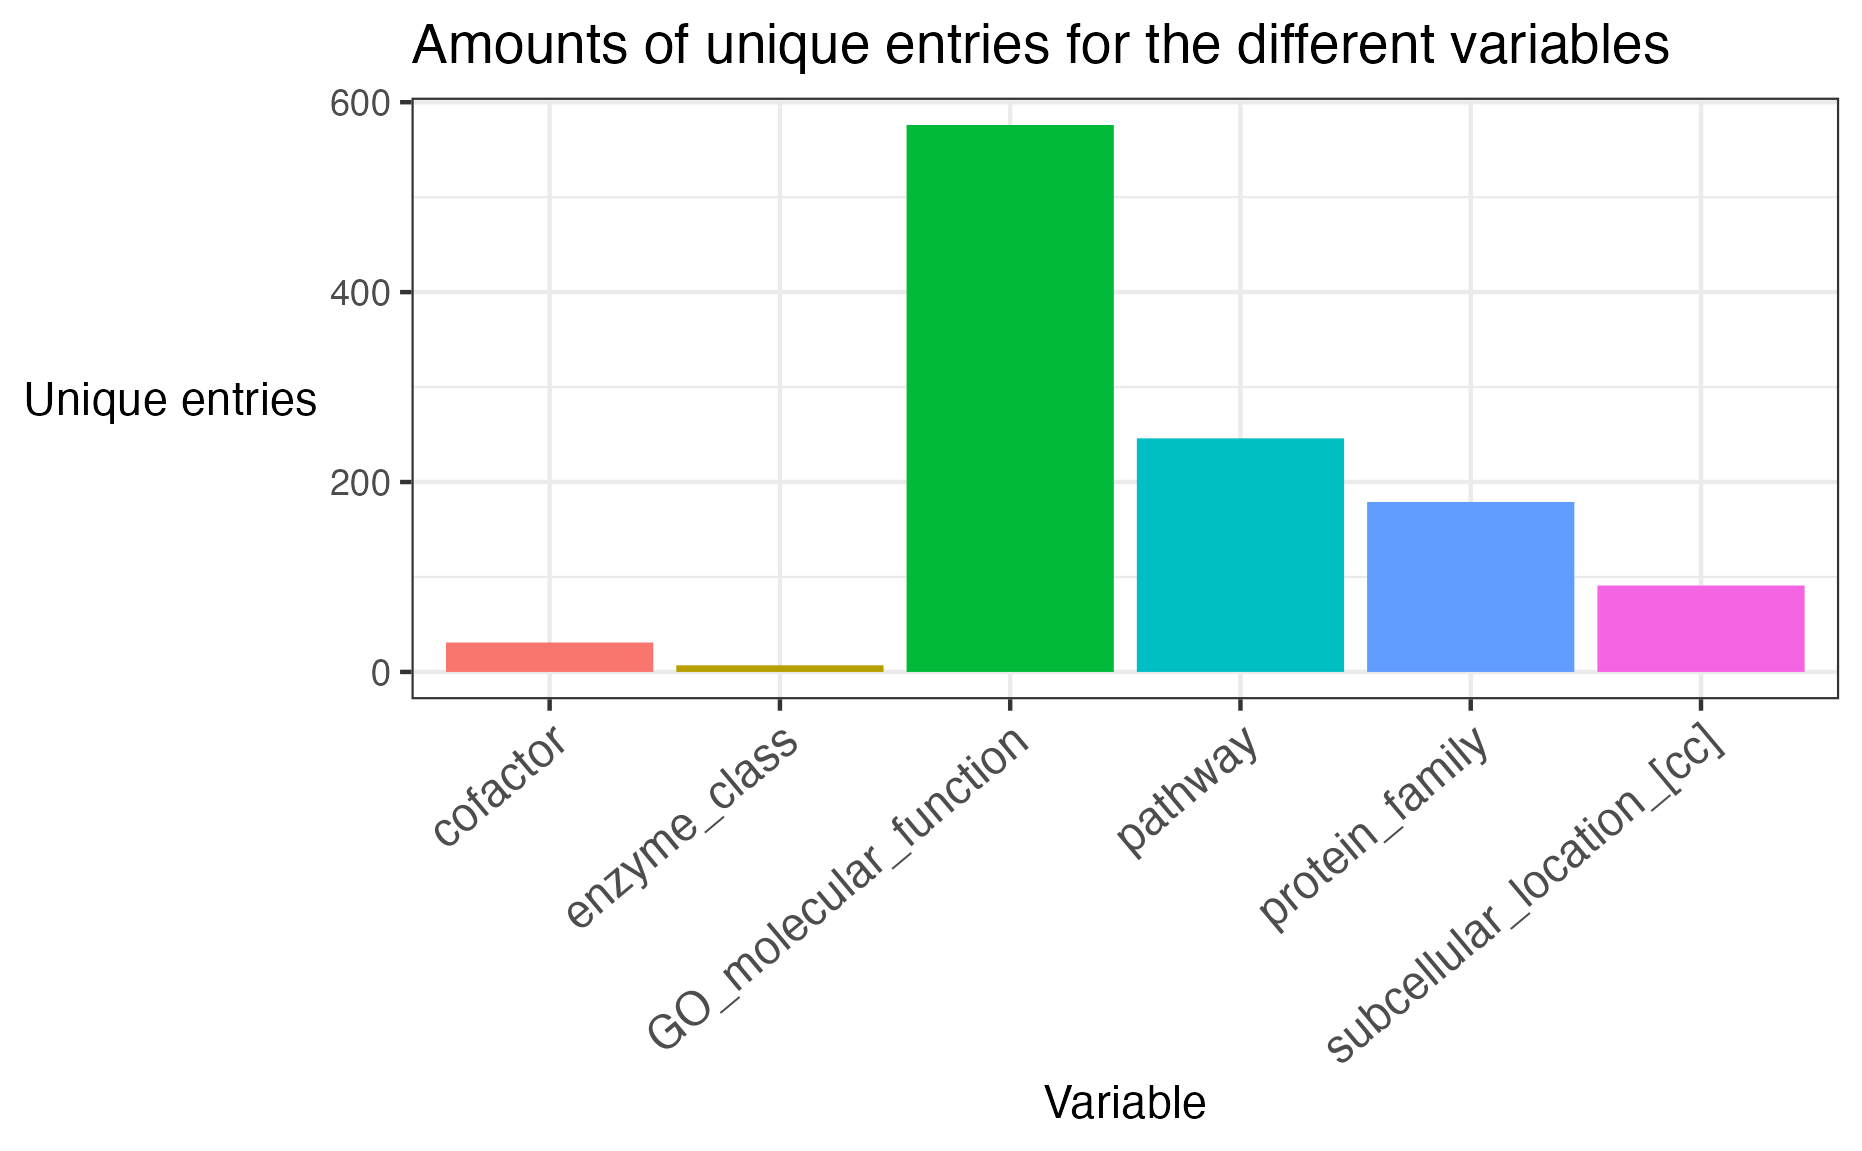 Amounts of unique entries for the different variables
600
400
200
0
Unique entries
cofactor
enzyme_class
GO_molecular_function
pathway
protein_family
subcellular_location_[cc]
Variable